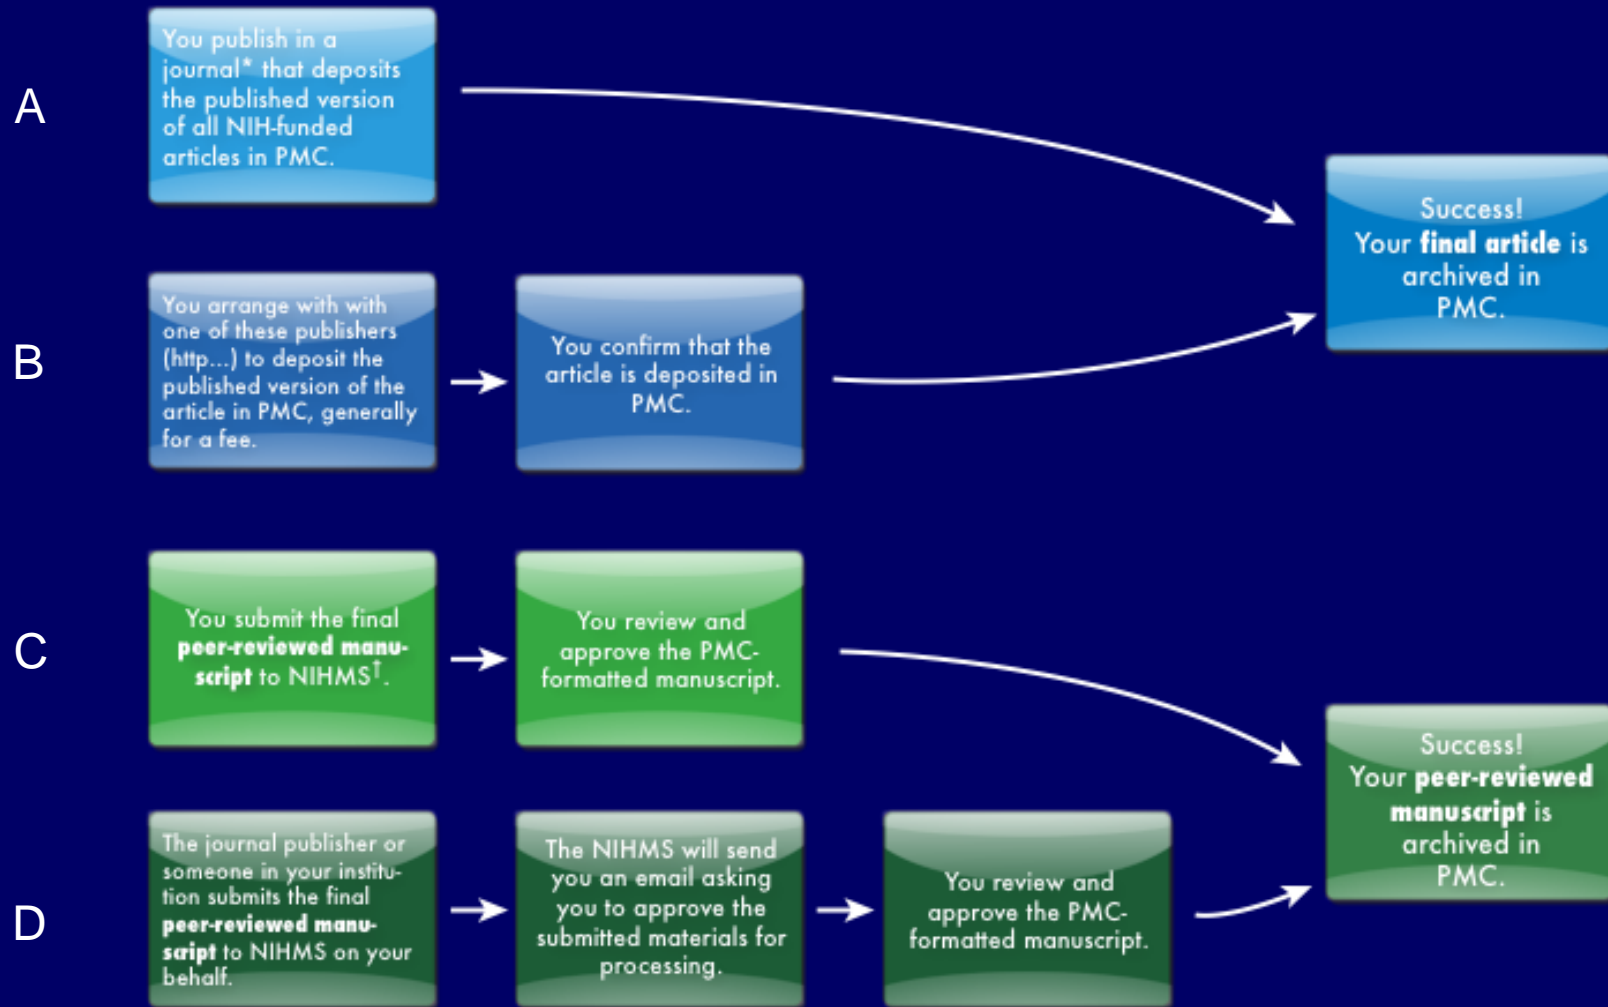 A
You publish in a
journal* that deposits
the published version
of all NIH-funded
articles in PMC.
Success!
Your final article is
archived in
PMC.
B
You arrange with with
one of these publishers
(http...) to deposit the
published version of the
article in PMC, generally
for a fee.
You confirm that the
article is deposited in
PMC.
C
You submit the final
peer-reviewed manu-
script to NIHMS†.
You review and
approve the PMC-
formatted manuscript.
Success!
Your peer-reviewed
manuscript is
archived in
PMC.
D
The journal publisher or
someone in your institu-
tion submits the final
peer-reviewed manu-
script to NIHMS on your
behalf.
The NIHMS will send
you an email asking
you to approve the
submitted materials for
processing.
You review and
approve the PMC-
formatted manuscript.